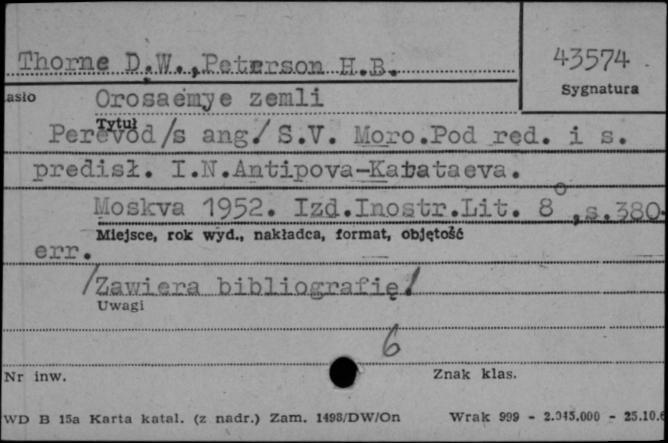 Thorne D.W., Peterson H.B.
43574
Sygnatura
asło
Orosaemye zemli
Tytuł
Perevod /s ang./ S.V. Moro.Pod red. i s.
predisł. I.N.Antipova-Karataeva.
Moskva 1952. Izd.Inostr.Lit. 8°,s.380.
Miejsce, rok wyd., nakładca, format, objętość
err.
/Zawiera bibliografię/
Uwagi
6
Nr inw.
Znak klas.
WD B 15a Karta katal. (z nadr.) Zam. 1498/DW/On Wrak 999 - 2.045.000 - 25.10.6